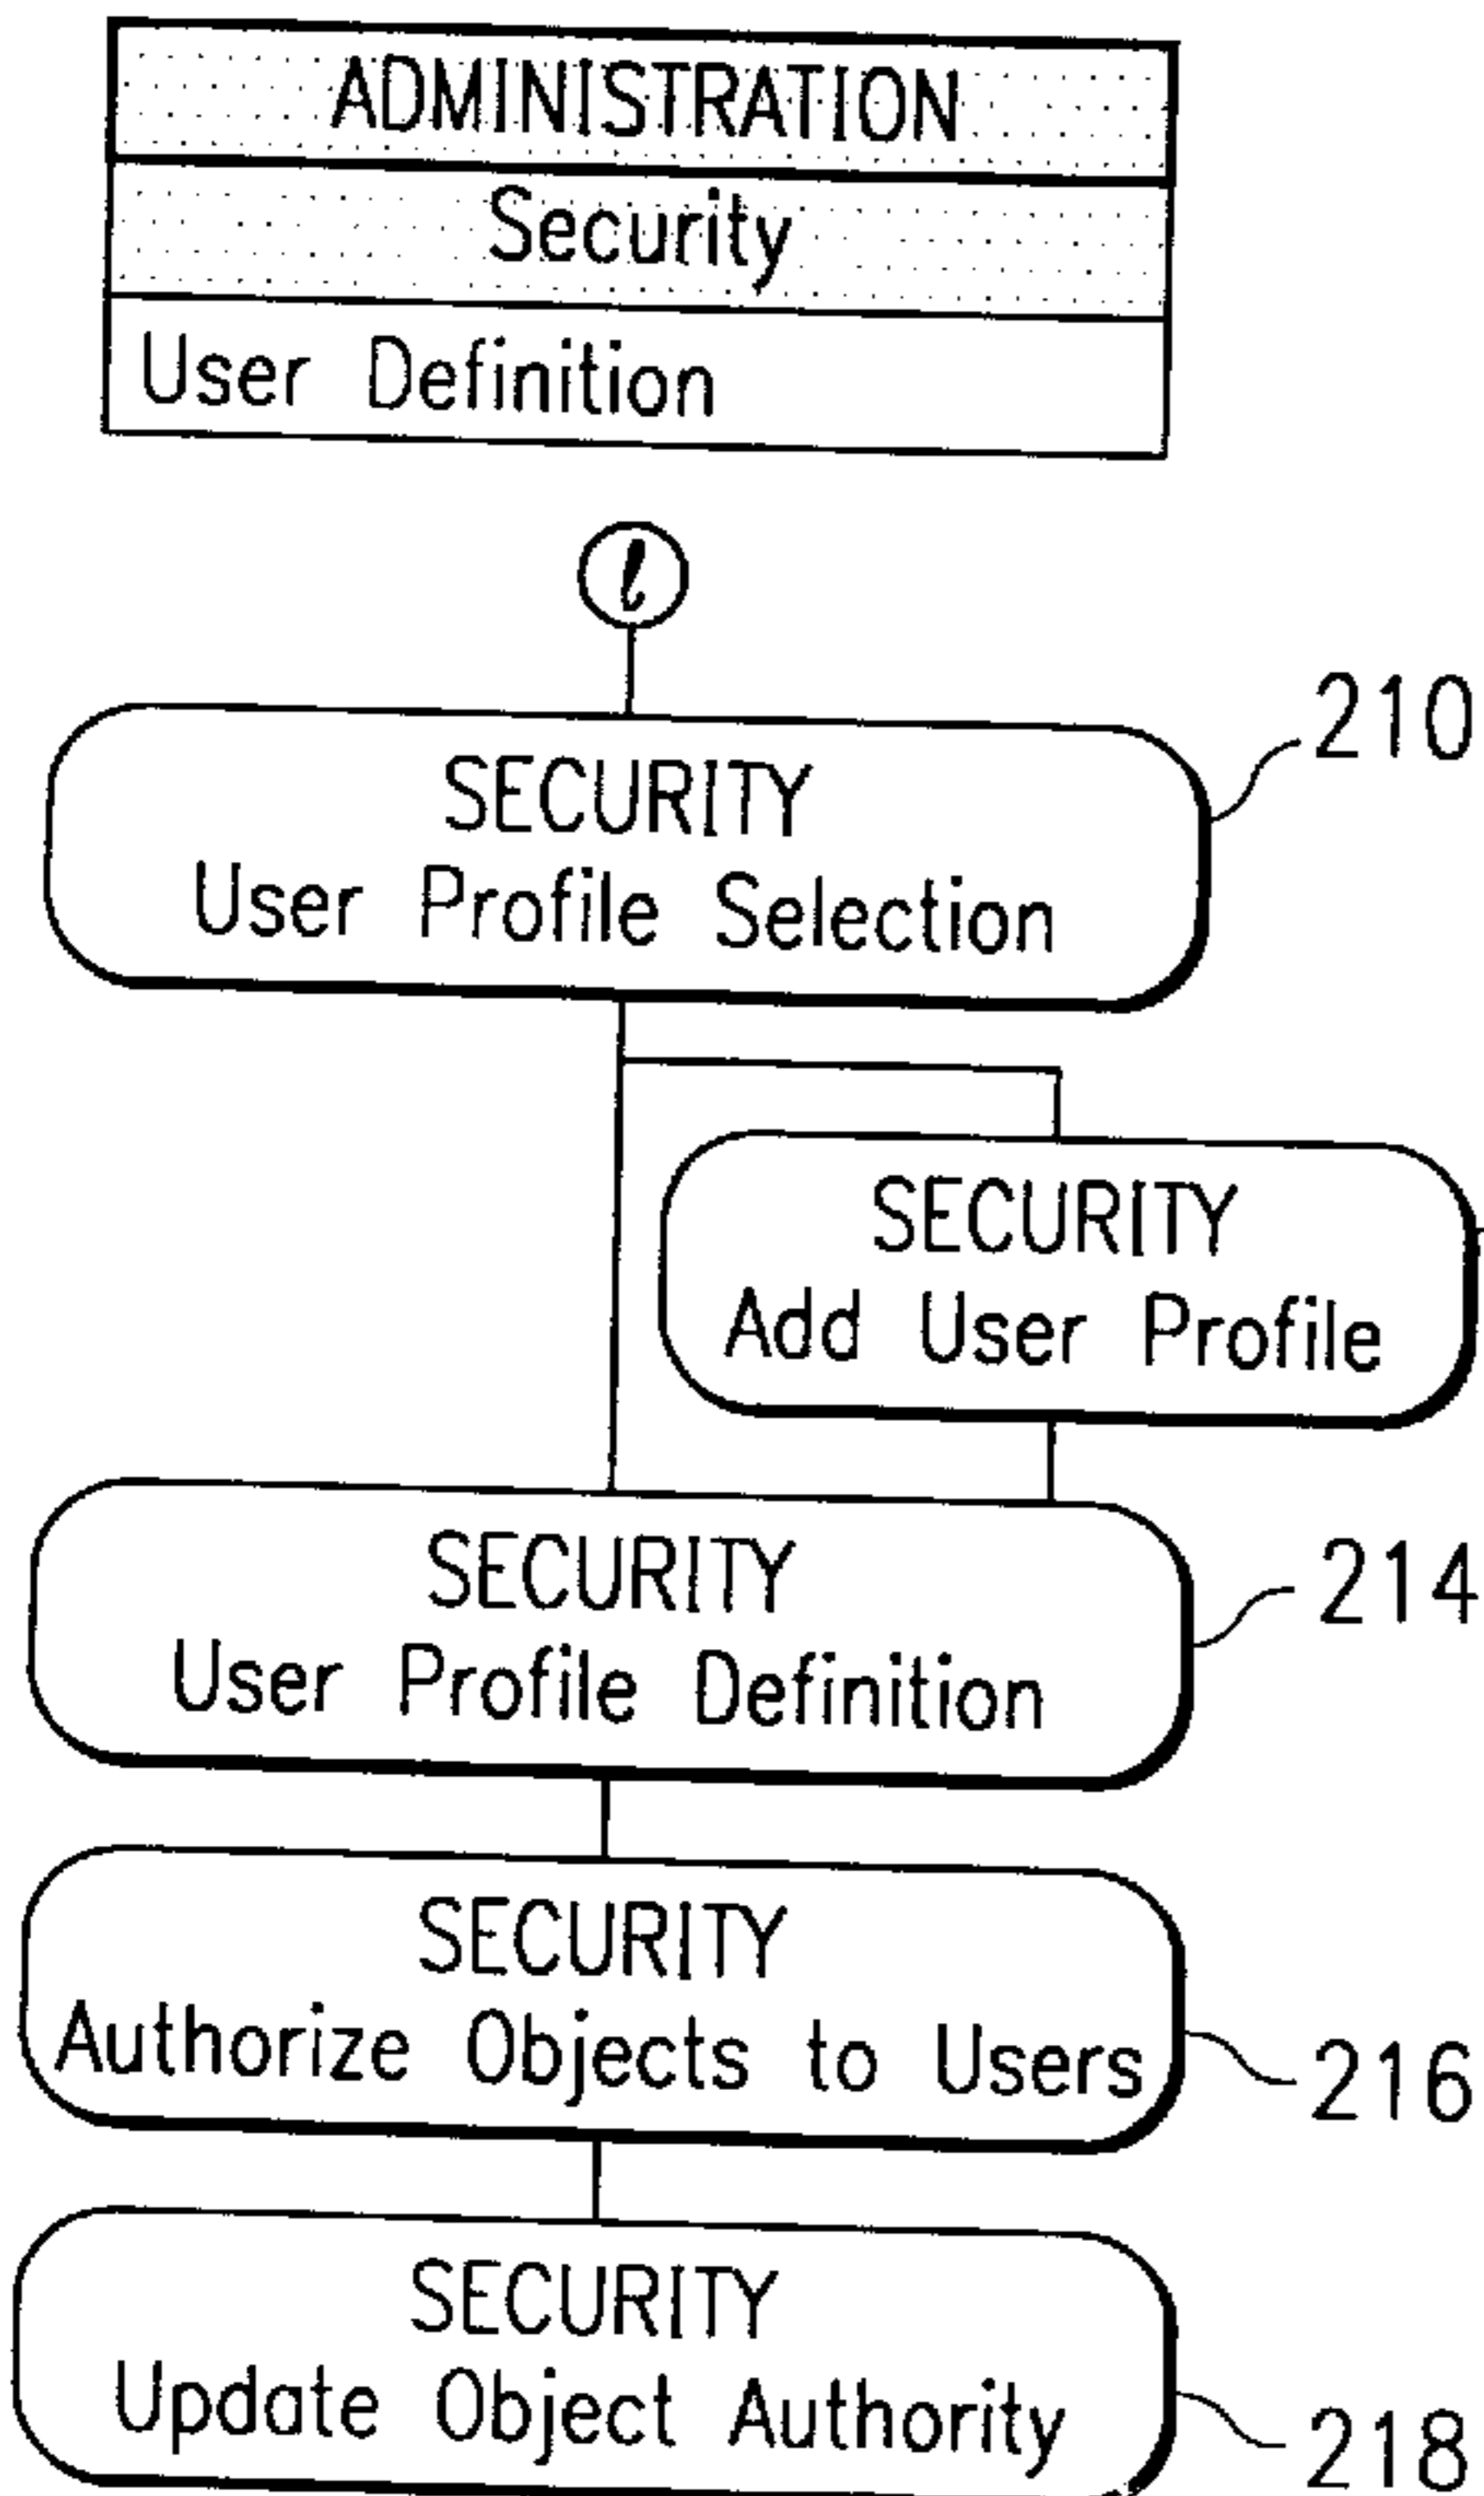 ADMINISTRATION
Security
User Definition
l
SECURITY
User Profile Selection
210
SECURITY
Add User Profile
SECURITY
User Profile Definition
214
SECURITY
Authorize Objects to Users
216
SECURITY
Update Object Authority
218